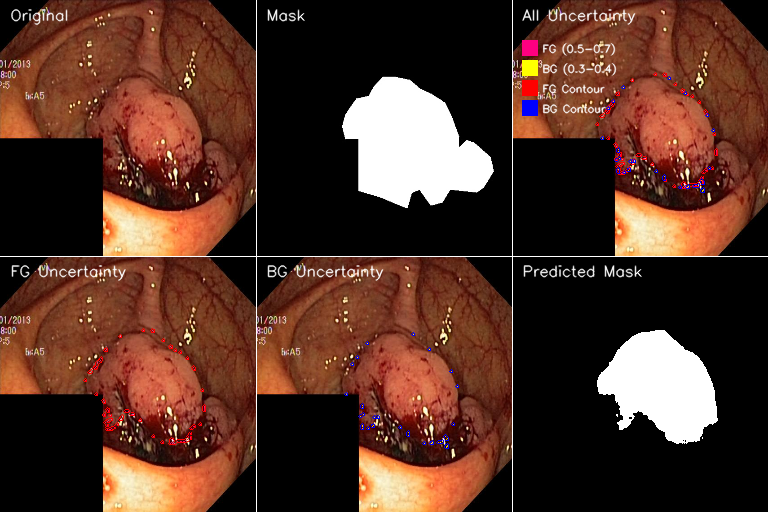 Original
Mask
All Uncertainty
01/2013
8:00
FG (0.5-0.7)
BG (0.3-0.4)
FG Contour
BG Contour
FG Uncertainty
BG Uncertainty
Predicted Mask
01/2013
8:00
1/2013
8:00